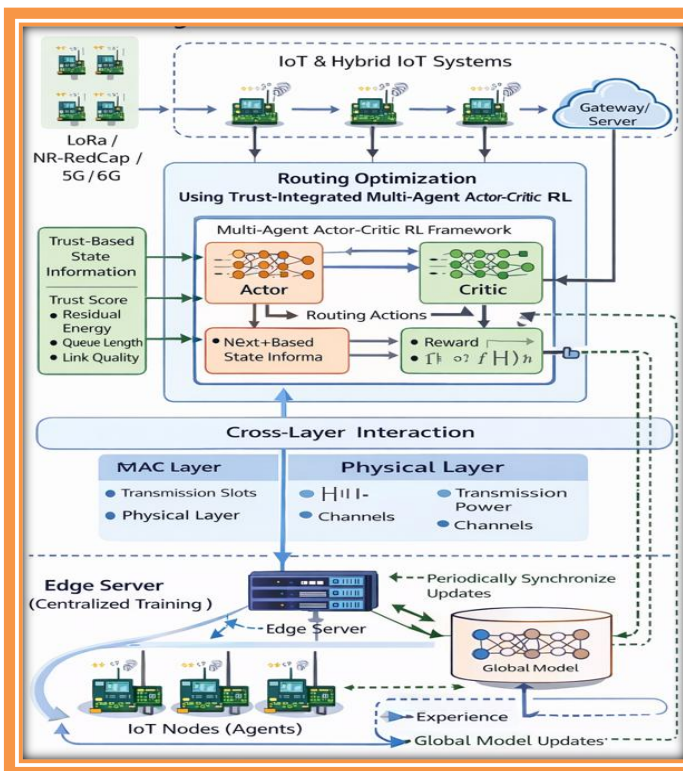 IoT & Hybrid IoT Systems
Gateway/
Server
LoRa /
NR-RedCap /
5G/6G
Routing Optimization
Using Trust-Integrated Multi-Agent Actor-Critic RL
Multi-Agent Actor-Critic RL Framework
Trust-Based
State
Information
Trust Score
• Residual
Energy
• Queue Length
• Link Quality
Actor
Critic
Routing Actions
• Next+Based
State Informa
• Reward
Cross-Layer Interaction
MAC Layer
• Transmission Slots
• Physical Layer
Physical Layer
• Channels
• Transmission
Power
• Channels
Edge Server
(Centralized Training)
Periodically Synchronize
Updates
Edge Server
Global Model
IoT Nodes (Agents)
Experience
Global Model Updates